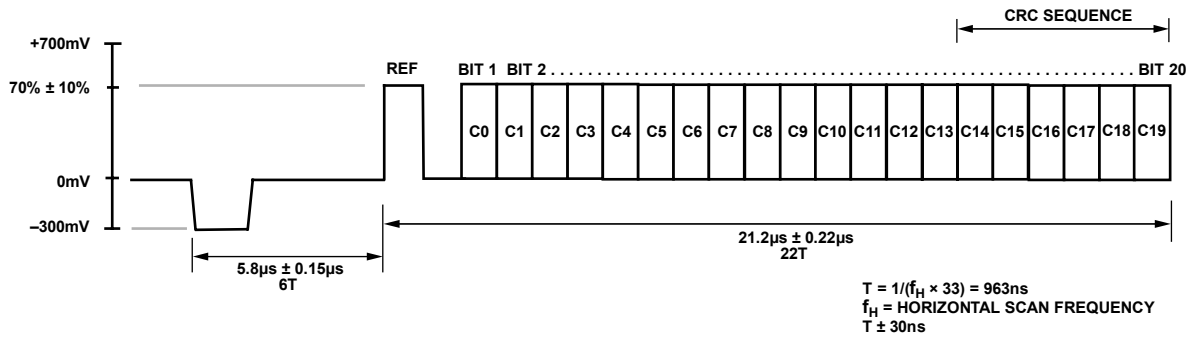 CRC SEQUENCE
+700mV
REF
BIT 1 BIT 2 . . . . . . . . . . . . . . . . . . . . . . . . . . . . . . . . . . . . . . . . . . . . . . . . . . . . . . . . . . . . . . . . . . BIT 20
70% ± 10%
C0 C1 C2 C3 C4 C5 C6 C7 C8 C9 C10 C11 C12 C13 C14 C15 C16 C17 C18 C19
0mV
–300mV
21.2µs ± 0.22µs
22T
5.8µs ± 0.15µs
6T
T = 1/(fH × 33) = 963ns
fH = HORIZONTAL SCAN FREQUENCY
T ± 30ns